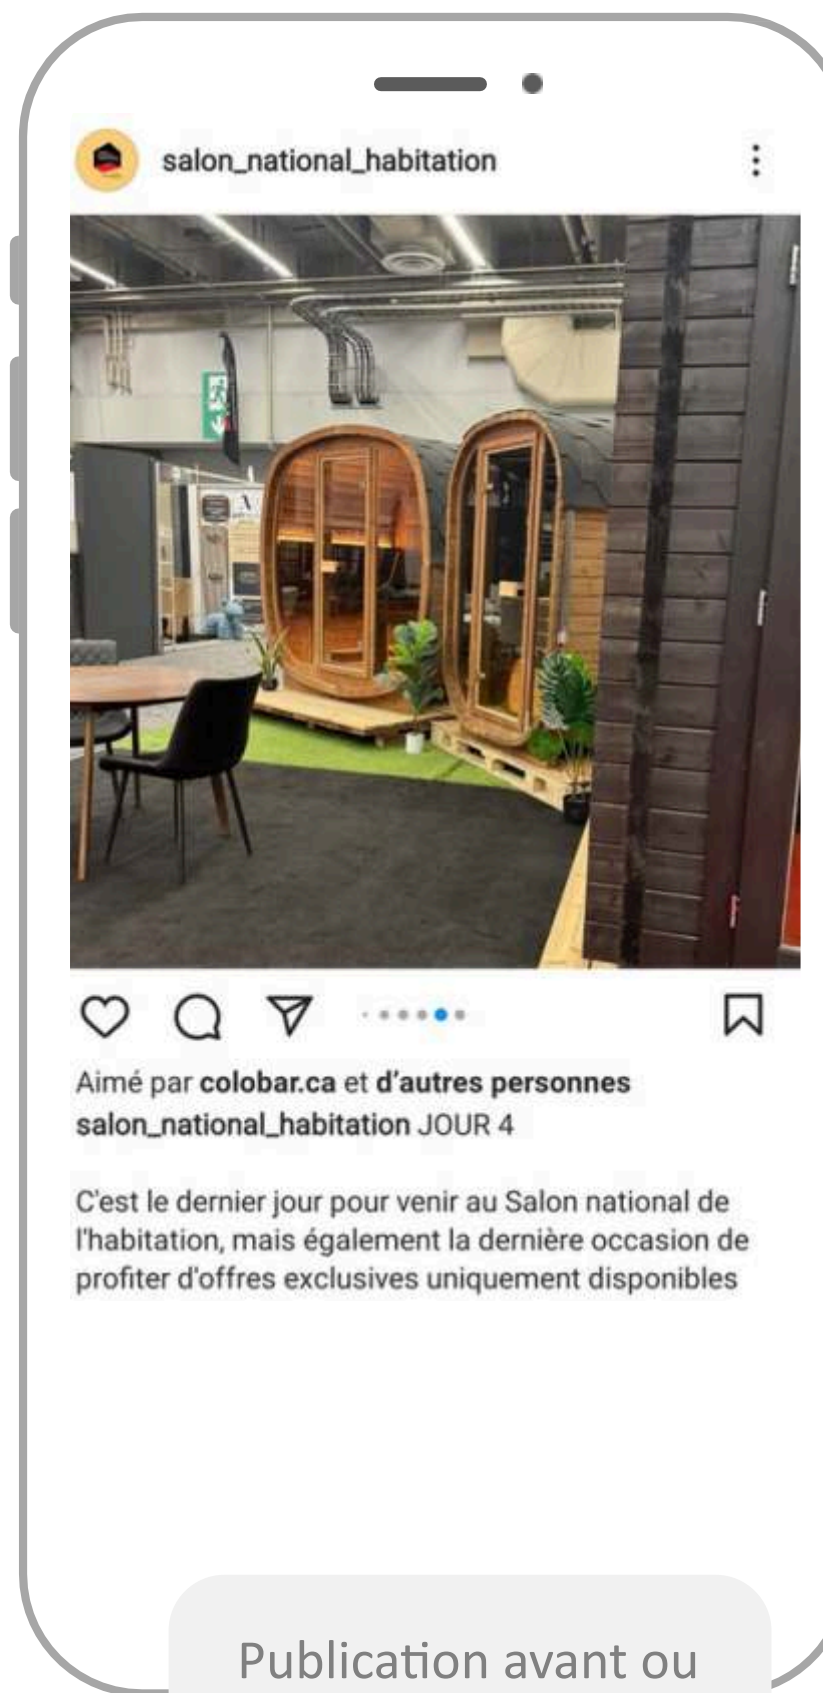 salon_national_habitation
Aimé par colobar.ca et d'autres personnes
salon_national_habitation JOUR 4
C'est le dernier jour pour venir au Salon national de
l'habitation, mais également la dernière occasion de
profiter d'offres exclusives uniquement disponibles
Publication avant ou